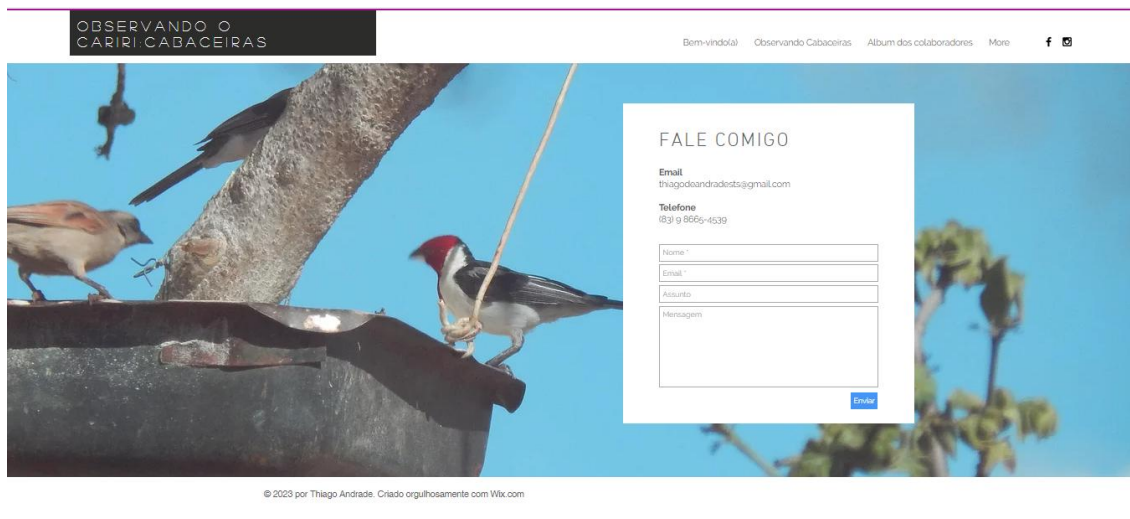 OBSERVANDO O
CARIRI:CABACEIRAS
Bem-vindo(a) Observando Cabaceiras Album dos colaboradores More
FALE COMIGO
Email
thiagodeandradests@gmail.com
Telefone
(83) 9 8665-4539
Nome *
Email *
Assunto
Mensagem
Enviar
© 2023 por Thiago Andrade. Criado orgulhosamente com Wix.com